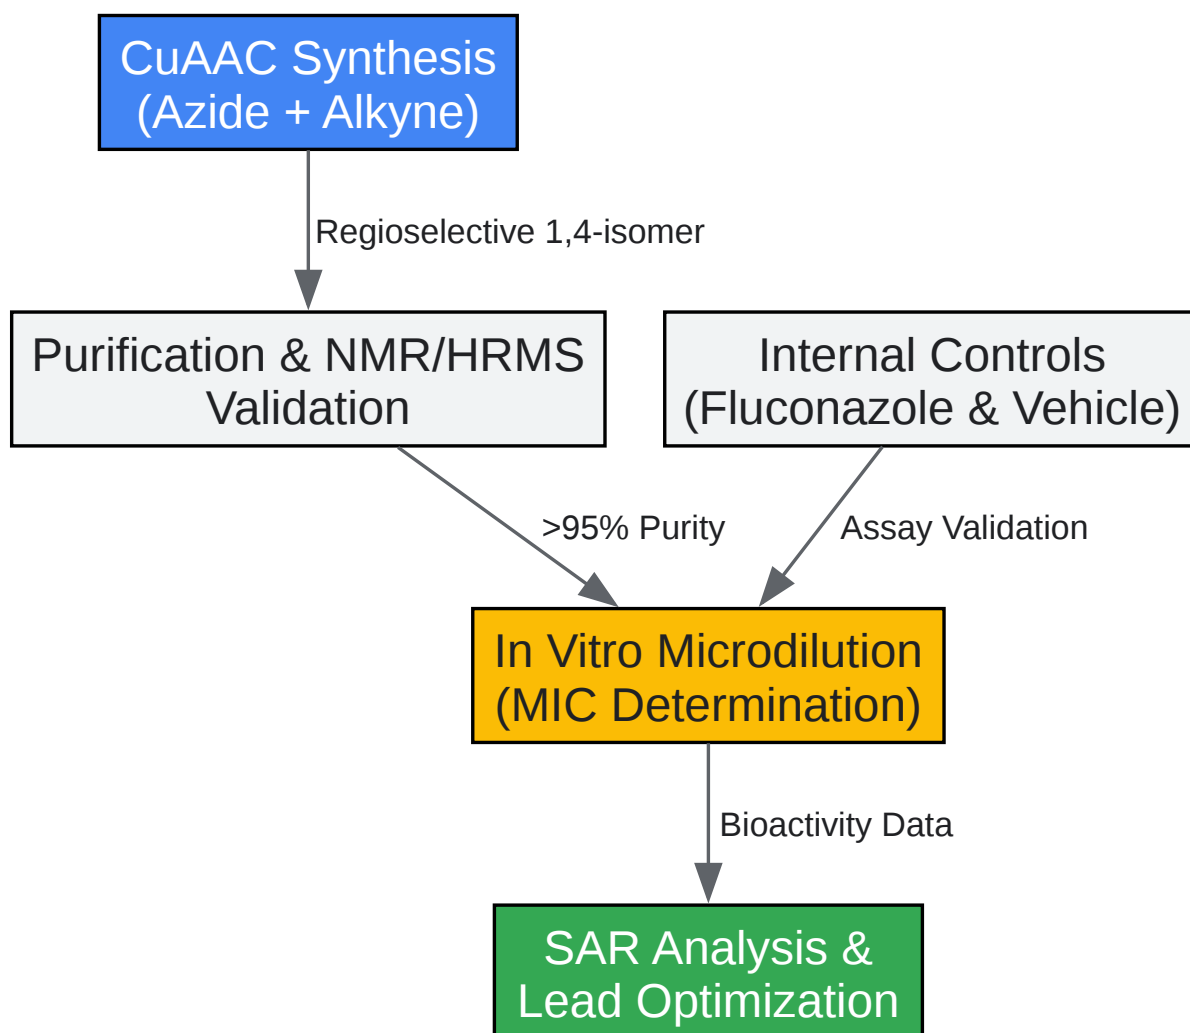 CuAAC Synthesis
(Azide + Alkyne)
Regioselective 1,4-isomer
Purification & NMR/HRMS
Validation
Internal Controls
(Fluconazole & Vehicle)
>95% Purity
Assay Validation
In Vitro Microdilution
(MIC Determination)
Bioactivity Data
SAR Analysis &
Lead Optimization